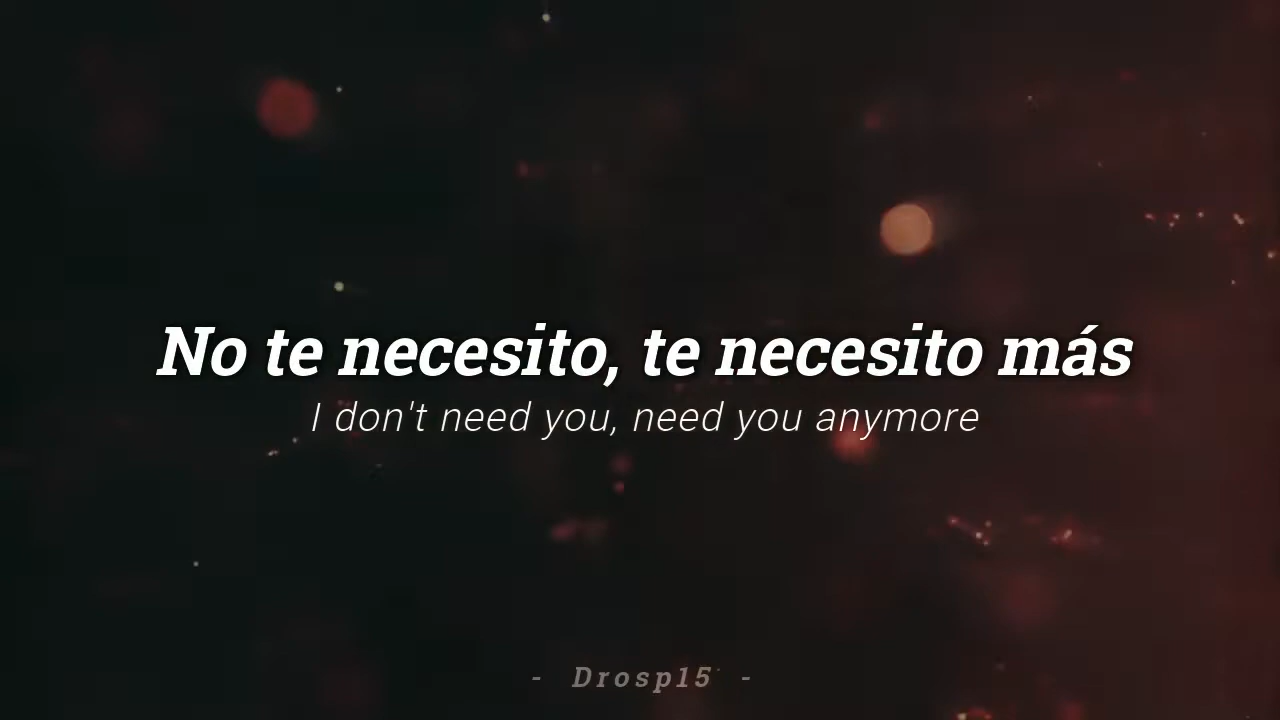 No te necesito, te necesito más
I don't need you, need you anymore
- Drosp15 -